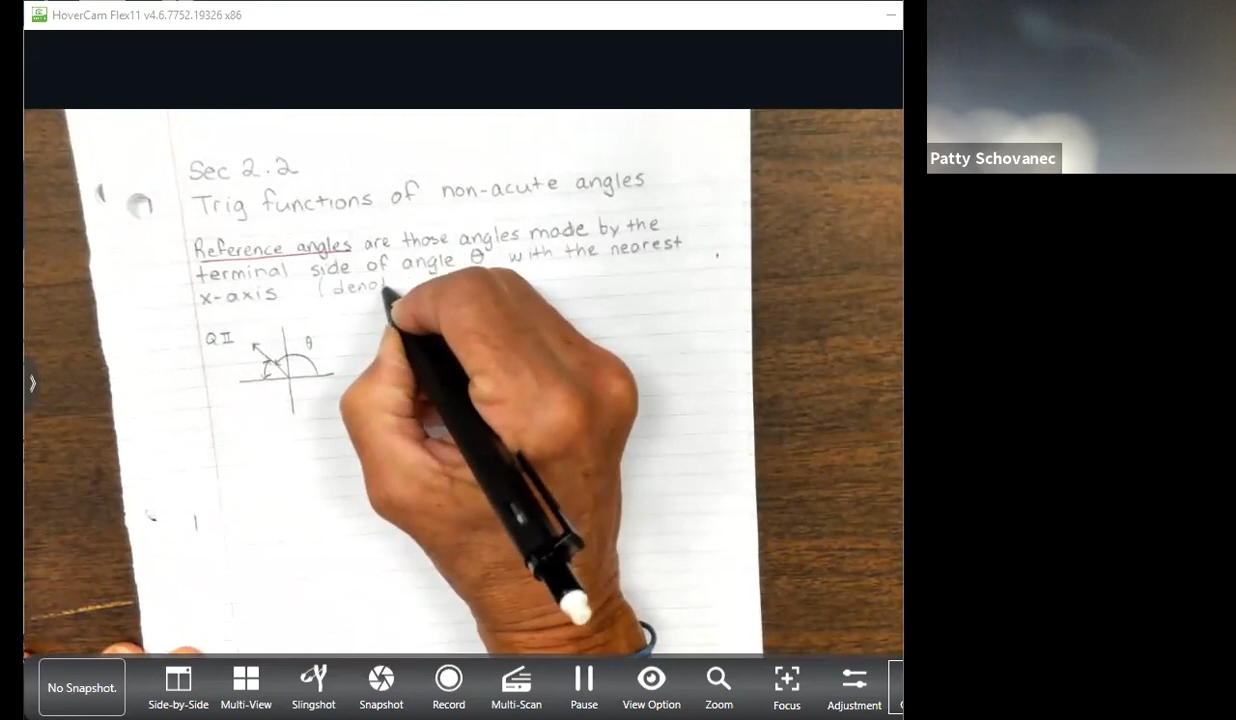 HoverCam Flex11 v4.6.7752.19326 x86
Patty Schovanec
Sec 2.2
Trig functions of non-acute angles
Reference angles are those angles made by the
terminal side of angle θ with the nearest
x-axis (deno
QII
θ
No Snapshot.
Side-by-Side
Multi-View
Slingshot
Snapshot
Record
Multi-Scan
Pause
View Option
Zoom
Focus
Adjustment